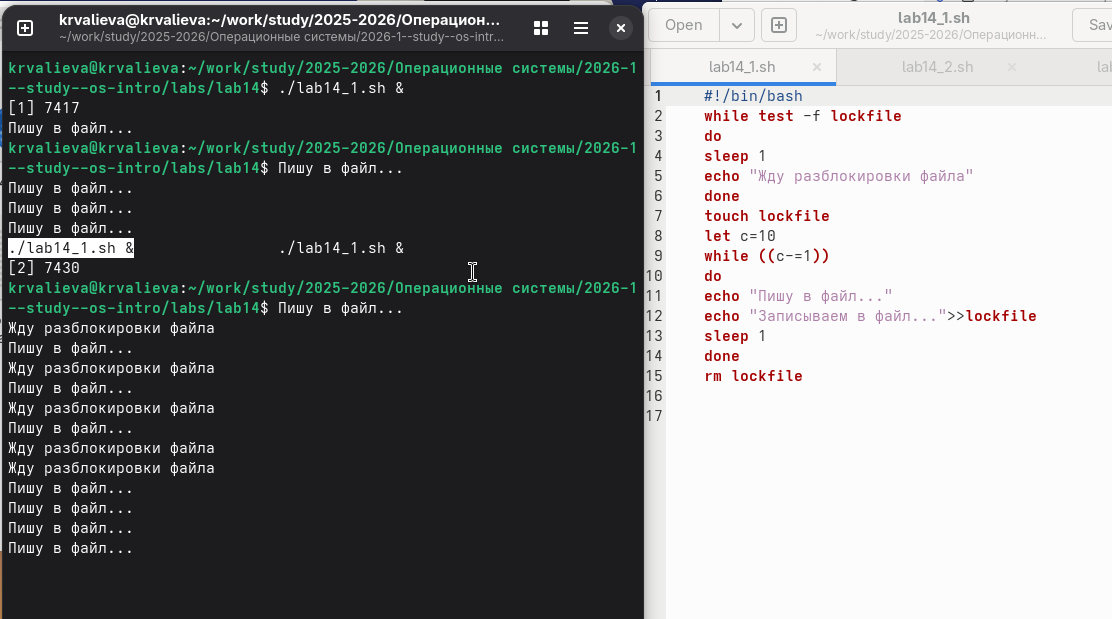 krvalieva@krvalieva:~/work/study/2025-2026/Операцион...
~/work/study/2025-2026/Операционные системы/2026-1--study--os-intr...
krvalieva@krvalieva:~/work/study/2025-2026/Операционные системы/2026-1
--study--os-intro/labs/lab14$ ./lab14_1.sh &
[1] 7417
Пишу в файл...
krvalieva@krvalieva:~/work/study/2025-2026/Операционные системы/2026-1
--study--os-intro/labs/lab14$ Пишу в файл...
Пишу в файл...
Пишу в файл...
Пишу в файл...
./lab14_1.sh &                ./lab14_1.sh &
[2] 7430
krvalieva@krvalieva:~/work/study/2025-2026/Операционные системы/2026-1
--study--os-intro/labs/lab14$ Пишу в файл...
Жду разблокировки файла
Пишу в файл...
Жду разблокировки файла
Пишу в файл...
Жду разблокировки файла
Пишу в файл...
Жду разблокировки файла
Жду разблокировки файла
Пишу в файл...
Пишу в файл...
Пишу в файл...
Пишу в файл...
Open
lab14_1.sh
~/work/study/2025-2026/Операционн...
Sav
lab14_1.sh
lab14_2.sh
lab
1 #!/bin/bash
2 while test -f lockfile
3 do
4 sleep 1
5 echo "Жду разблокировки файла"
6 done
7 touch lockfile
8 let c=10
9 while ((c-=1))
10 do
11 echo "Пишу в файл..."
12 echo "Записываем в файл...">>lockfile
13 sleep 1
14 done
15 rm lockfile
16
17